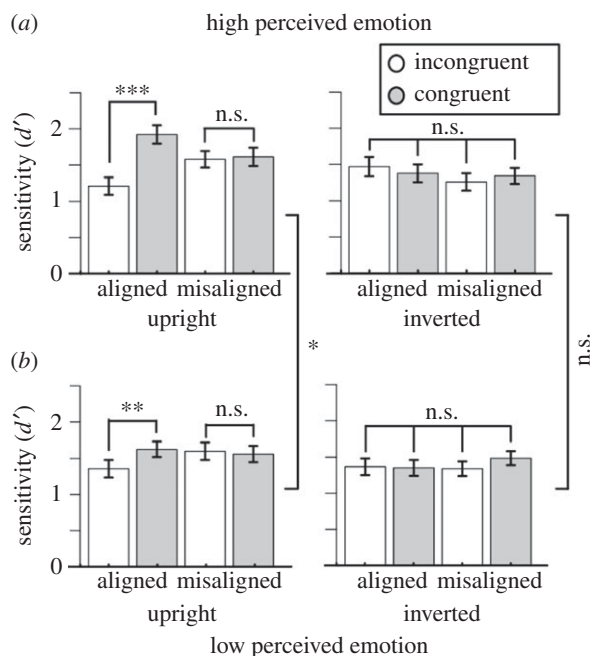 (a) high perceived emotion
incongruent
congruent
*** n.s. n.s.
sensitivity (d′)
2
1
0
aligned misaligned aligned misaligned
upright inverted
* n.s.
(b)
** n.s. n.s.
sensitivity (d′)
2
1
0
aligned misaligned aligned misaligned
upright inverted
low perceived emotion